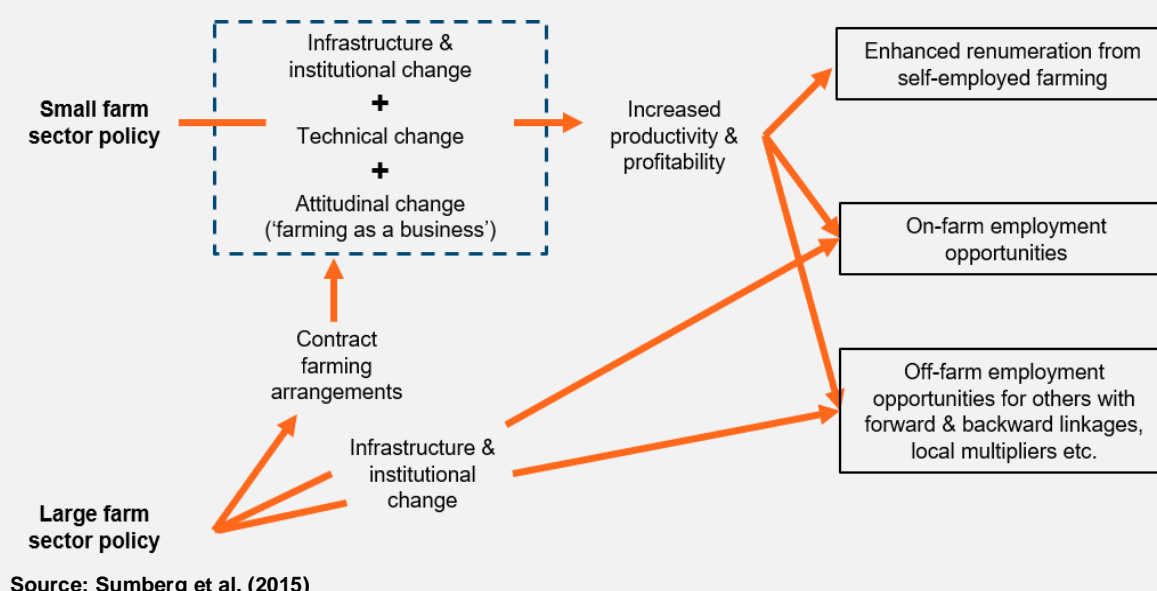 Infrastructure &
institutional change
+
Technical change
+
Attitudinal change
('farming as a business')
Small farm
sector policy
Increased
productivity &
profitability
Enhanced renumeration from
self-employed farming
On-farm employment
opportunities
Off-farm employment
opportunities for others with
forward & backward linkages,
local multipliers etc.
Contract
farming
arrangements
Infrastructure &
institutional
change
Large farm
sector policy
Source: Sumberg et al. (2015)